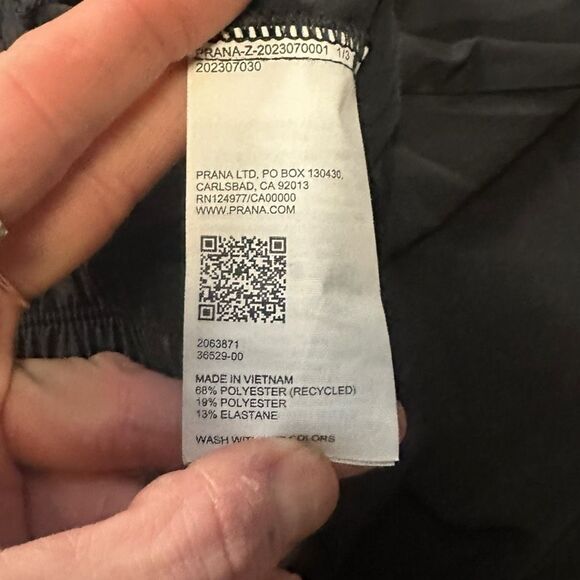 PRANA-Z-2023070001 1/3
202307030
PRANA LTD, PO BOX 130430,
CARLSBAD, CA 92013
RN124977/CA00000
WWW.PRANA.COM
2063871
36529-00
MADE IN VIETNAM
68% POLYESTER (RECYCLED)
19% POLYESTER
13% ELASTANE
WASH WITH COLORS